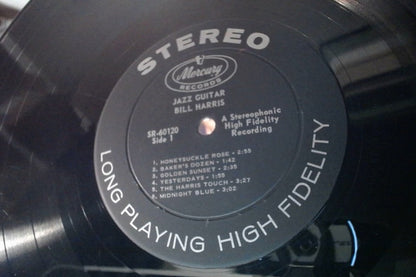 STEREO
Mercury
RECORDS
JAZZ GUITAR
BILL HARRIS
SR-60120
Side 1
A Stereophonic
High Fidelity
Recording
1. HONEYSUCKLE ROSE - 2:55
2. BAKER'S DOZEN - 1:42
3. GOLDEN SUNSET - 2:35
4. YESTERDAYS - 1:55
5. THE HARRIS TOUCH - 3:27
6. MIDNIGHT BLUE - 3:02
LONG PLAYING HIGH FIDELITY